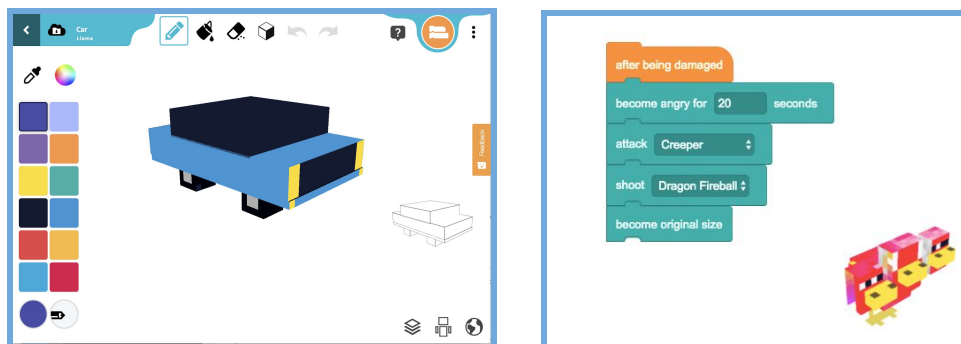 Car
Llama
?
Feedback
after being damaged
become angry for 20 seconds
attack Creeper
shoot Dragon Fireball
become original size